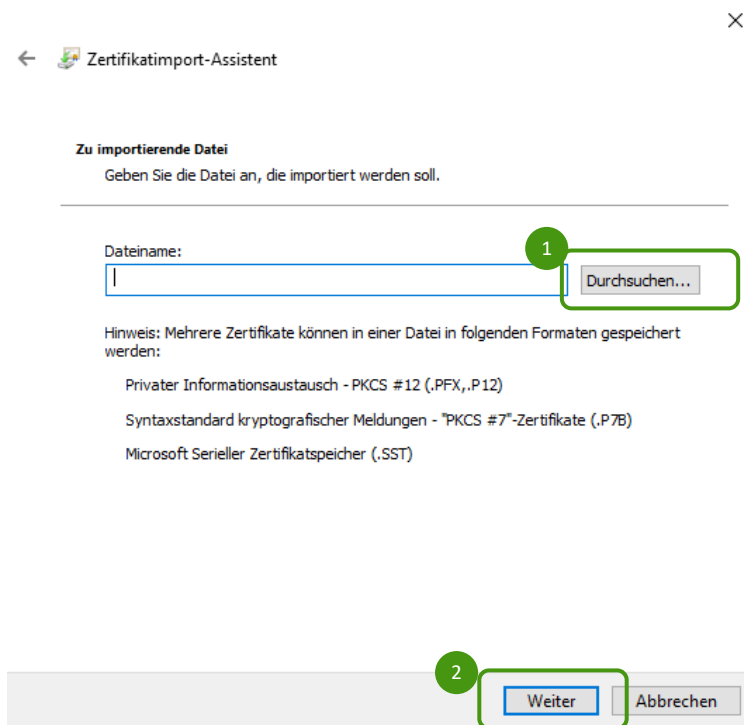 Zertifikatimport-Assistent
Zu importierende Datei
Geben Sie die Datei an, die importiert werden soll.
Dateiname:
1
Durchsuchen...
Hinweis: Mehrere Zertifikate können in einer Datei in folgenden Formaten gespeichert
werden:
Privater Informationsaustausch - PKCS #12 (.PFX,.P12)
Syntaxstandard kryptografischer Meldungen - "PKCS #7"-Zertifikate (.P7B)
Microsoft Serieller Zertifikatspeicher (.SST)
2
Weiter
Abbrechen